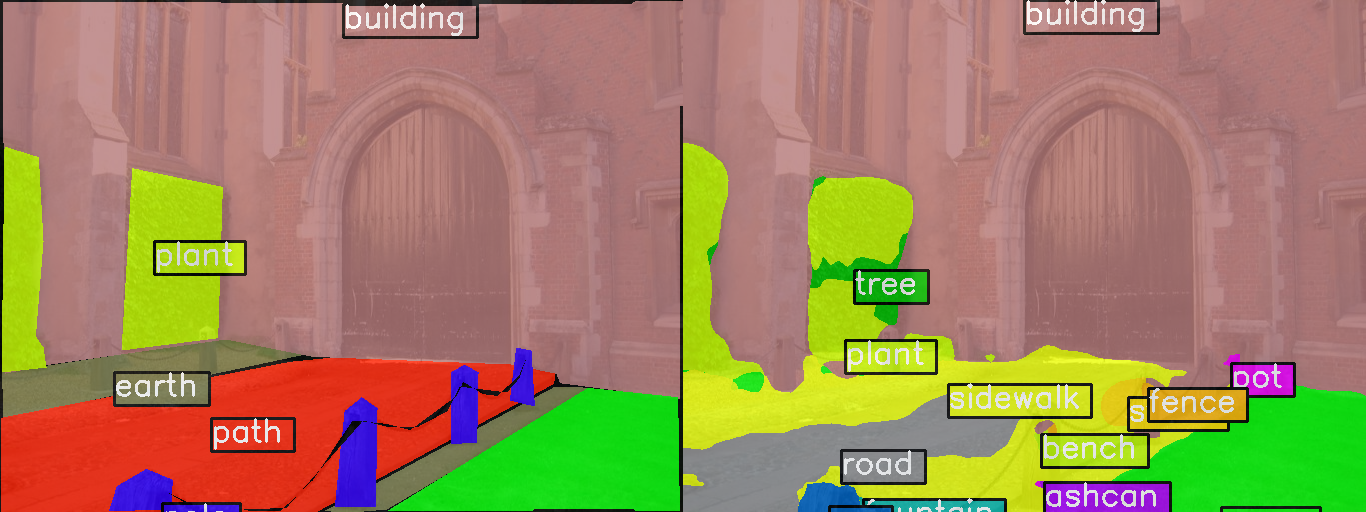 building
building
plant
tree
plant
earth
pot
sidewalk
fence
path
bench
road
ashcan